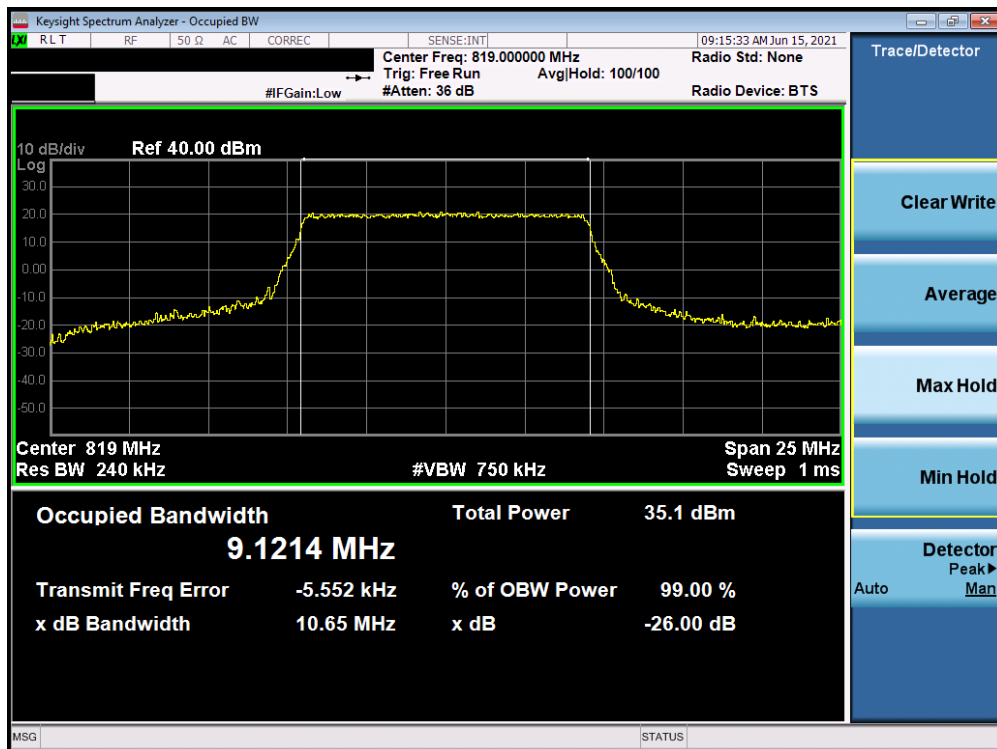 Keysight Spectrum Analyzer - Occupied BW
LXI RLT RF 50 Ω AC CORREC SENSE:INT 09:15:33 AM Jun 15, 2021
Center Freq: 819.000000 MHz Radio Std: None
Trig: Free Run Avg|Hold: 100/100
#IFGain:Low #Atten: 36 dB Radio Device: BTS
Trace/Detector
10 dB/div Ref 40.00 dBm
Log
30.0
20.0
10.0
0.00
-10.0
-20.0
-30.0
-40.0
-50.0
Center 819 MHz Span 25 MHz
Res BW 240 kHz #VBW 750 kHz Sweep 1 ms
Occupied Bandwidth Total Power 35.1 dBm
9.1214 MHz
Transmit Freq Error -5.552 kHz % of OBW Power 99.00 %
x dB Bandwidth 10.65 MHz x dB -26.00 dB
Clear Write
Average
Max Hold
Min Hold
Detector
Peak▶
Auto Man
MSG STATUS